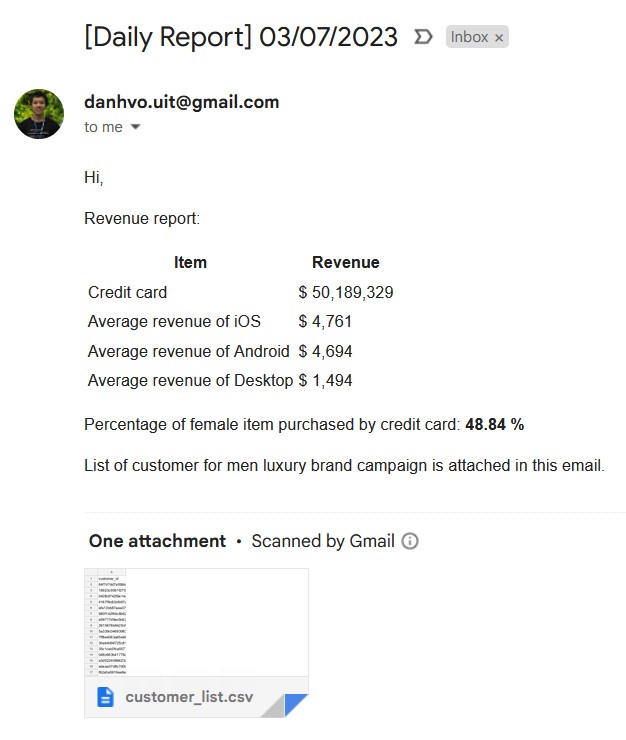 [Daily Report] 03/07/2023 Inbox ×
danhvo.uit@gmail.com
to me
Hi,
Revenue report:
Item Revenue
Credit card $ 50,189,329
Average revenue of iOS $ 4,761
Average revenue of Android $ 4,694
Average revenue of Desktop $ 1,494
Percentage of female item purchased by credit card: 48.84 %
List of customer for men luxury brand campaign is attached in this email.
One attachment • Scanned by Gmail
customer_id
customer_list.csv